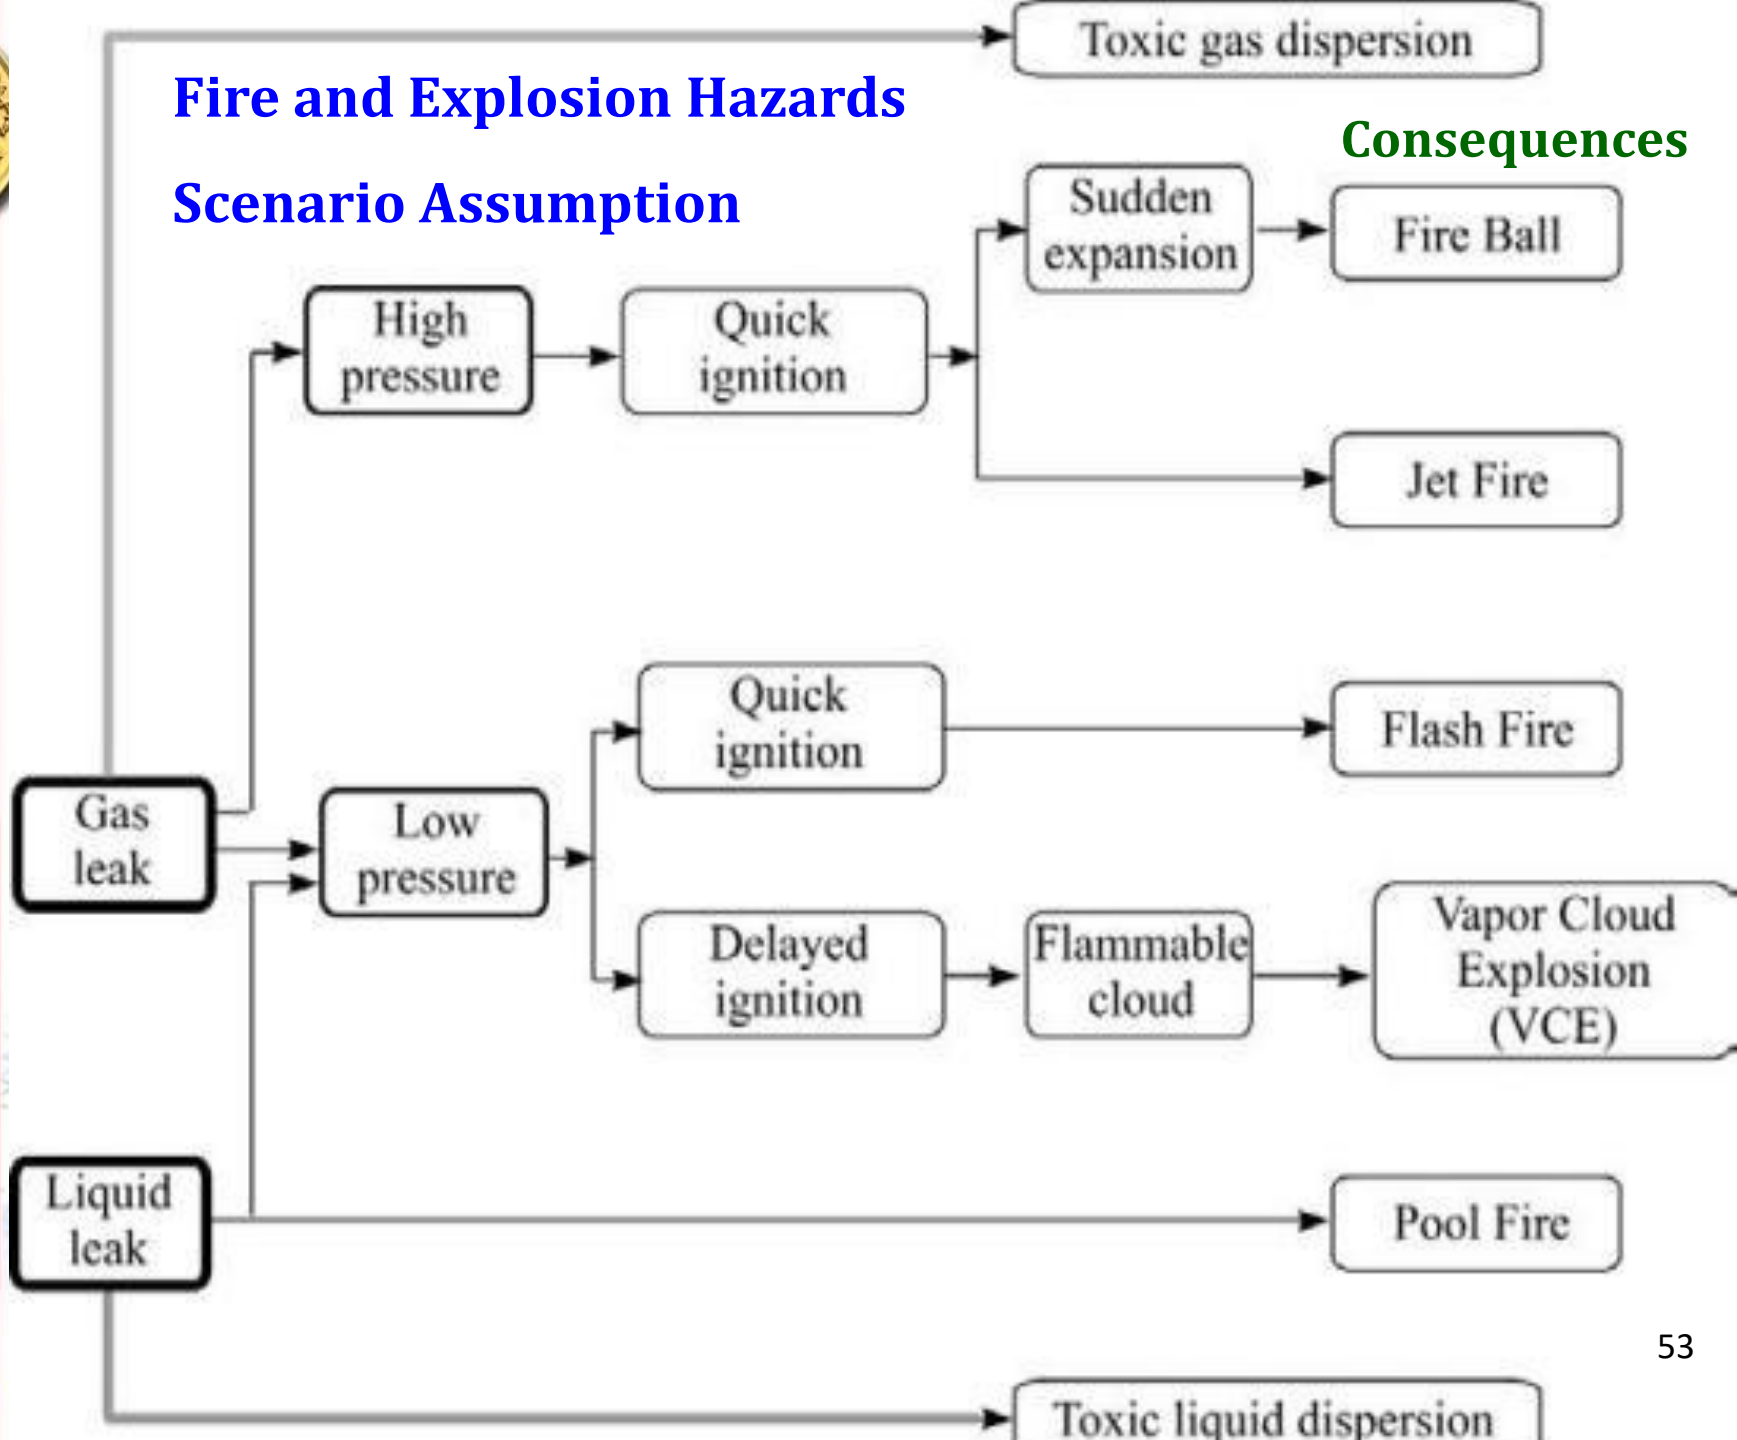 Toxic gas dispersion
Fire and Explosion Hazards
Consequences
Scenario Assumption
Sudden
expansion
Fire Ball
High
pressure
Quick
ignition
Jet Fire
Quick
ignition
Flash Fire
Gas
leak
Low
pressure
Delayed
ignition
Flammable
cloud
Vapor Cloud
Explosion
(VCE)
Liquid
leak
Pool Fire
53
Toxic liquid dispersion